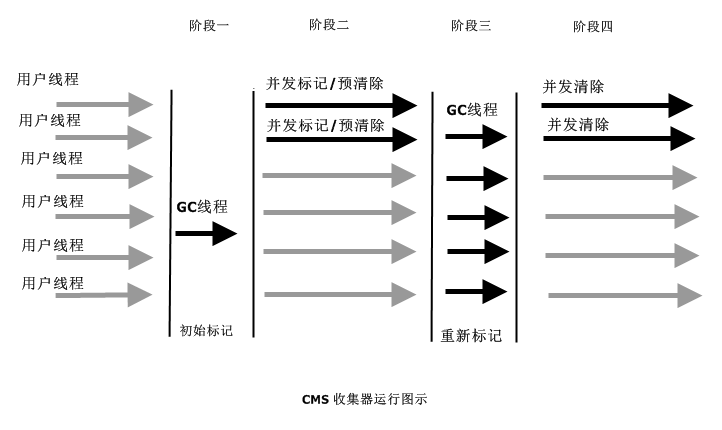 阶段一 阶段二 阶段三 阶段四
用户线程
并发标记/预清除
并发清除
用户线程
并发标记/预清除
GC线程
并发清除
用户线程
用户线程
GC线程
用户线程
用户线程
初始标记
重新标记
CMS 收集器运行图示